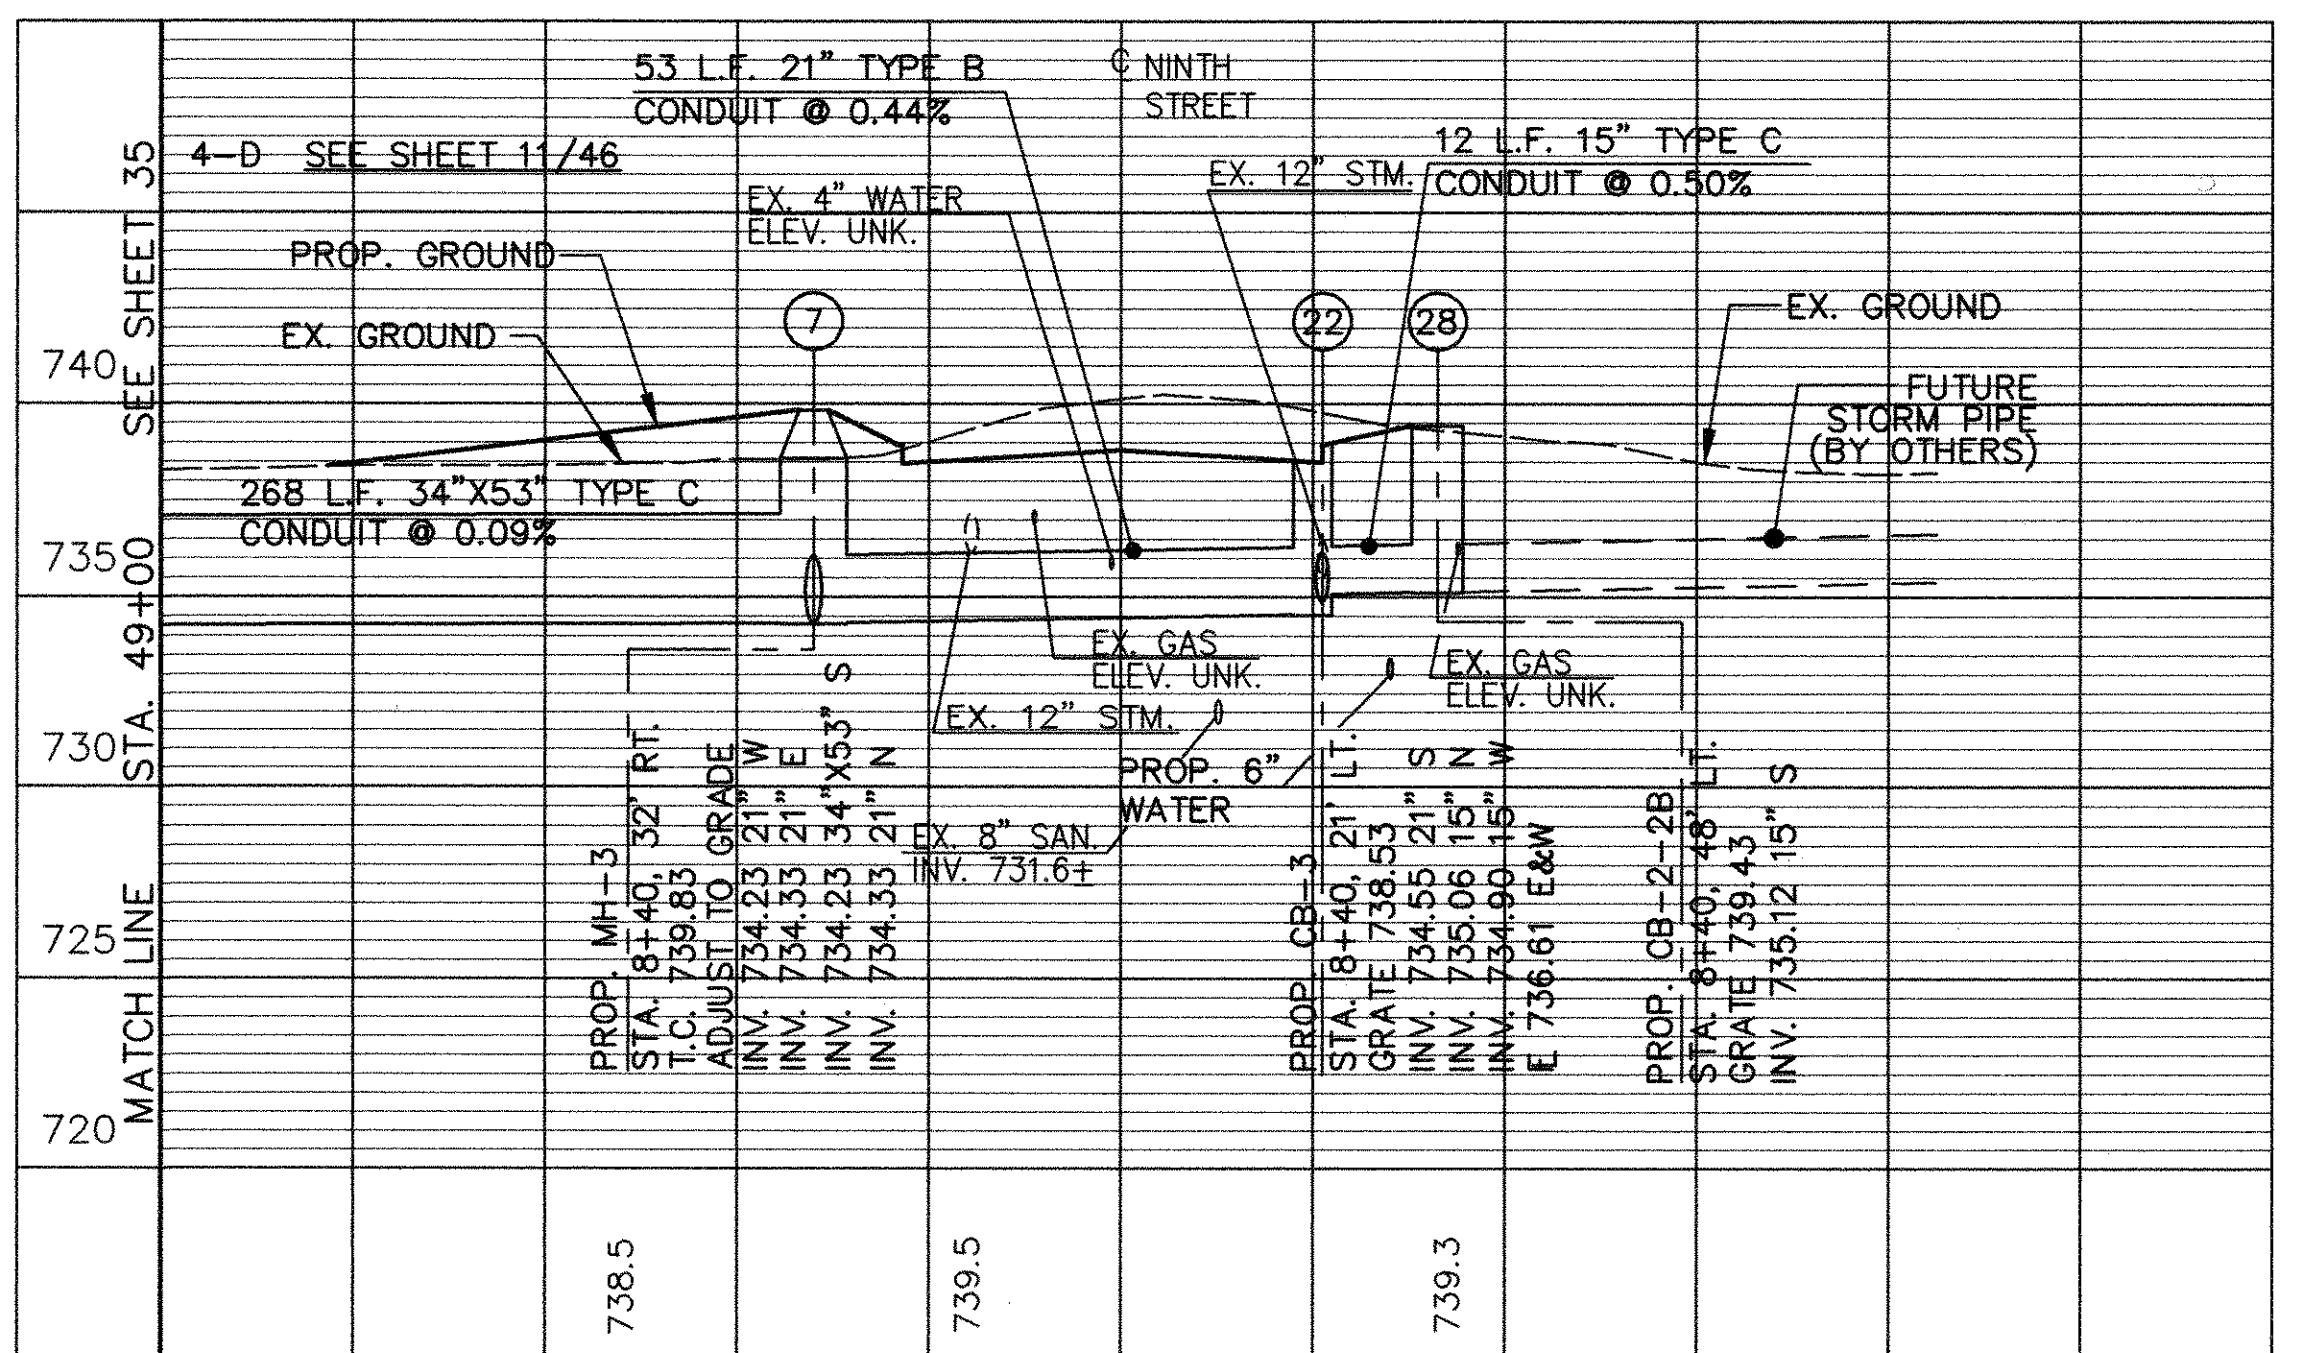 53 L.F. 21" TYPE B
CONDUIT @ 0.44%
℄ NINTH
STREET
12 L.F. 15" TYPE C
CONDUIT @ 0.50%
4-D SEE SHEET 11/46
EX. 4" WATER
ELEV. UNK.
EX. 12" STM.
PROP. GROUND
EX. GROUND
7
22
28
EX. GROUND
FUTURE
STORM PIPE
(BY OTHERS)
268 L.F. 34"X53" TYPE C
CONDUIT @ 0.09%
740
735
730
725
720
MATCH LINE STA. 49+00 SEE SHEET 35
EX. GAS
ELEV. UNK.
EX. GAS
ELEV. UNK.
EX. 12" STM.
PROP. 6"
WATER
EX. 8" SAN.
INV. 731.6±
PROP. MH-3
STA. 8+40, 32' RT.
T.C. 739.83
ADJUST TO GRADE
INV. 734.23 21" W
INV. 734.33 21" E
INV. 734.23 34"X53" S
INV. 734.33 21" N
PROP. CB-3
STA. 8+40, 21' LT.
GRATE 738.53
INV. 734.55 21" S
INV. 735.06 15" N
INV. 734.90 15" W
E 736.61 E&W
PROP. CB-2-2B
STA. 8+40, 48' LT.
GRATE 739.43
INV. 735.12 15" S
738.5
739.5
739.3